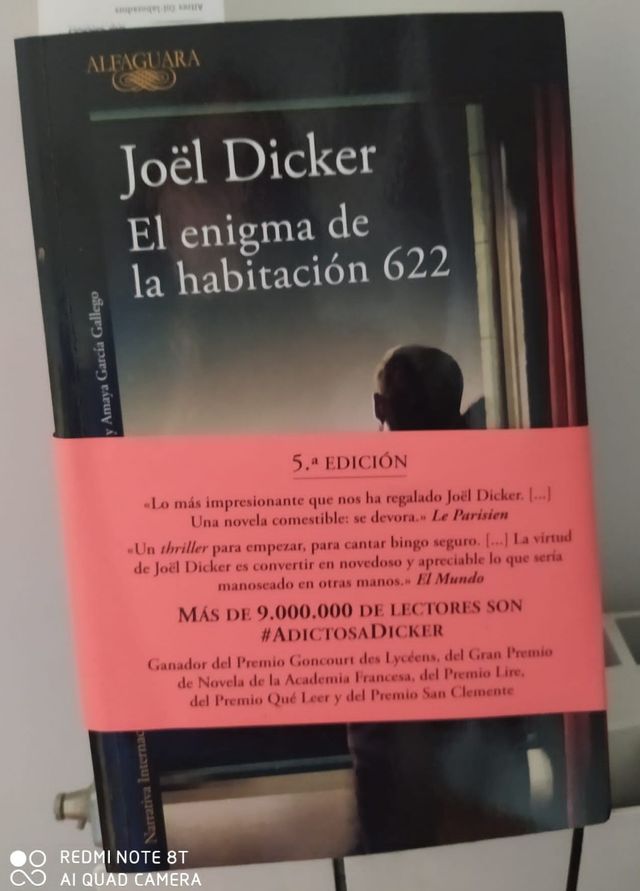 Altres col·laboradors
ALFAGUARA
Joël Dicker
El enigma de
la habitación 622
y Amaya García Gallego
5.ª EDICIÓN
«Lo más impresionante que nos ha regalado Joël Dicker. [...]
Una novela comestible: se devora.» Le Parisien
«Un thriller para empezar, para cantar bingo seguro. [...] La virtud
de Joël Dicker es convertir en novedoso y apreciable lo que sería
manoseado en otras manos.» El Mundo
MÁS DE 9.000.000 DE LECTORES SON
#ADICTOSADICKER
Ganador del Premio Goncourt des Lycéens, del Gran Premio
de Novela de la Academia Francesa, del Premio Lire,
del Premio Qué Leer y del Premio San Clemente
Narrativa Internac
REDMI NOTE 8T
AI QUAD CAMERA